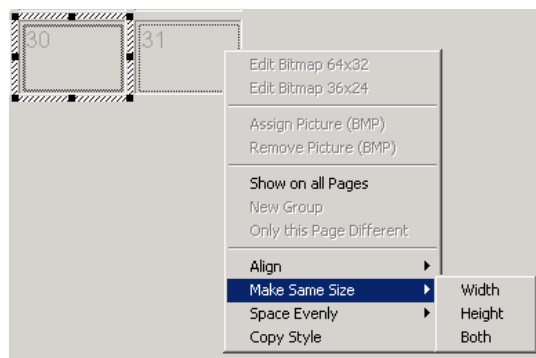 30
31
Edit Bitmap 64x32
Edit Bitmap 36x24
Assign Picture (BMP)
Remove Picture (BMP)
Show on all Pages
New Group
Only this Page Different
Align
Make Same Size
Width
Space Evenly
Height
Copy Style
Both